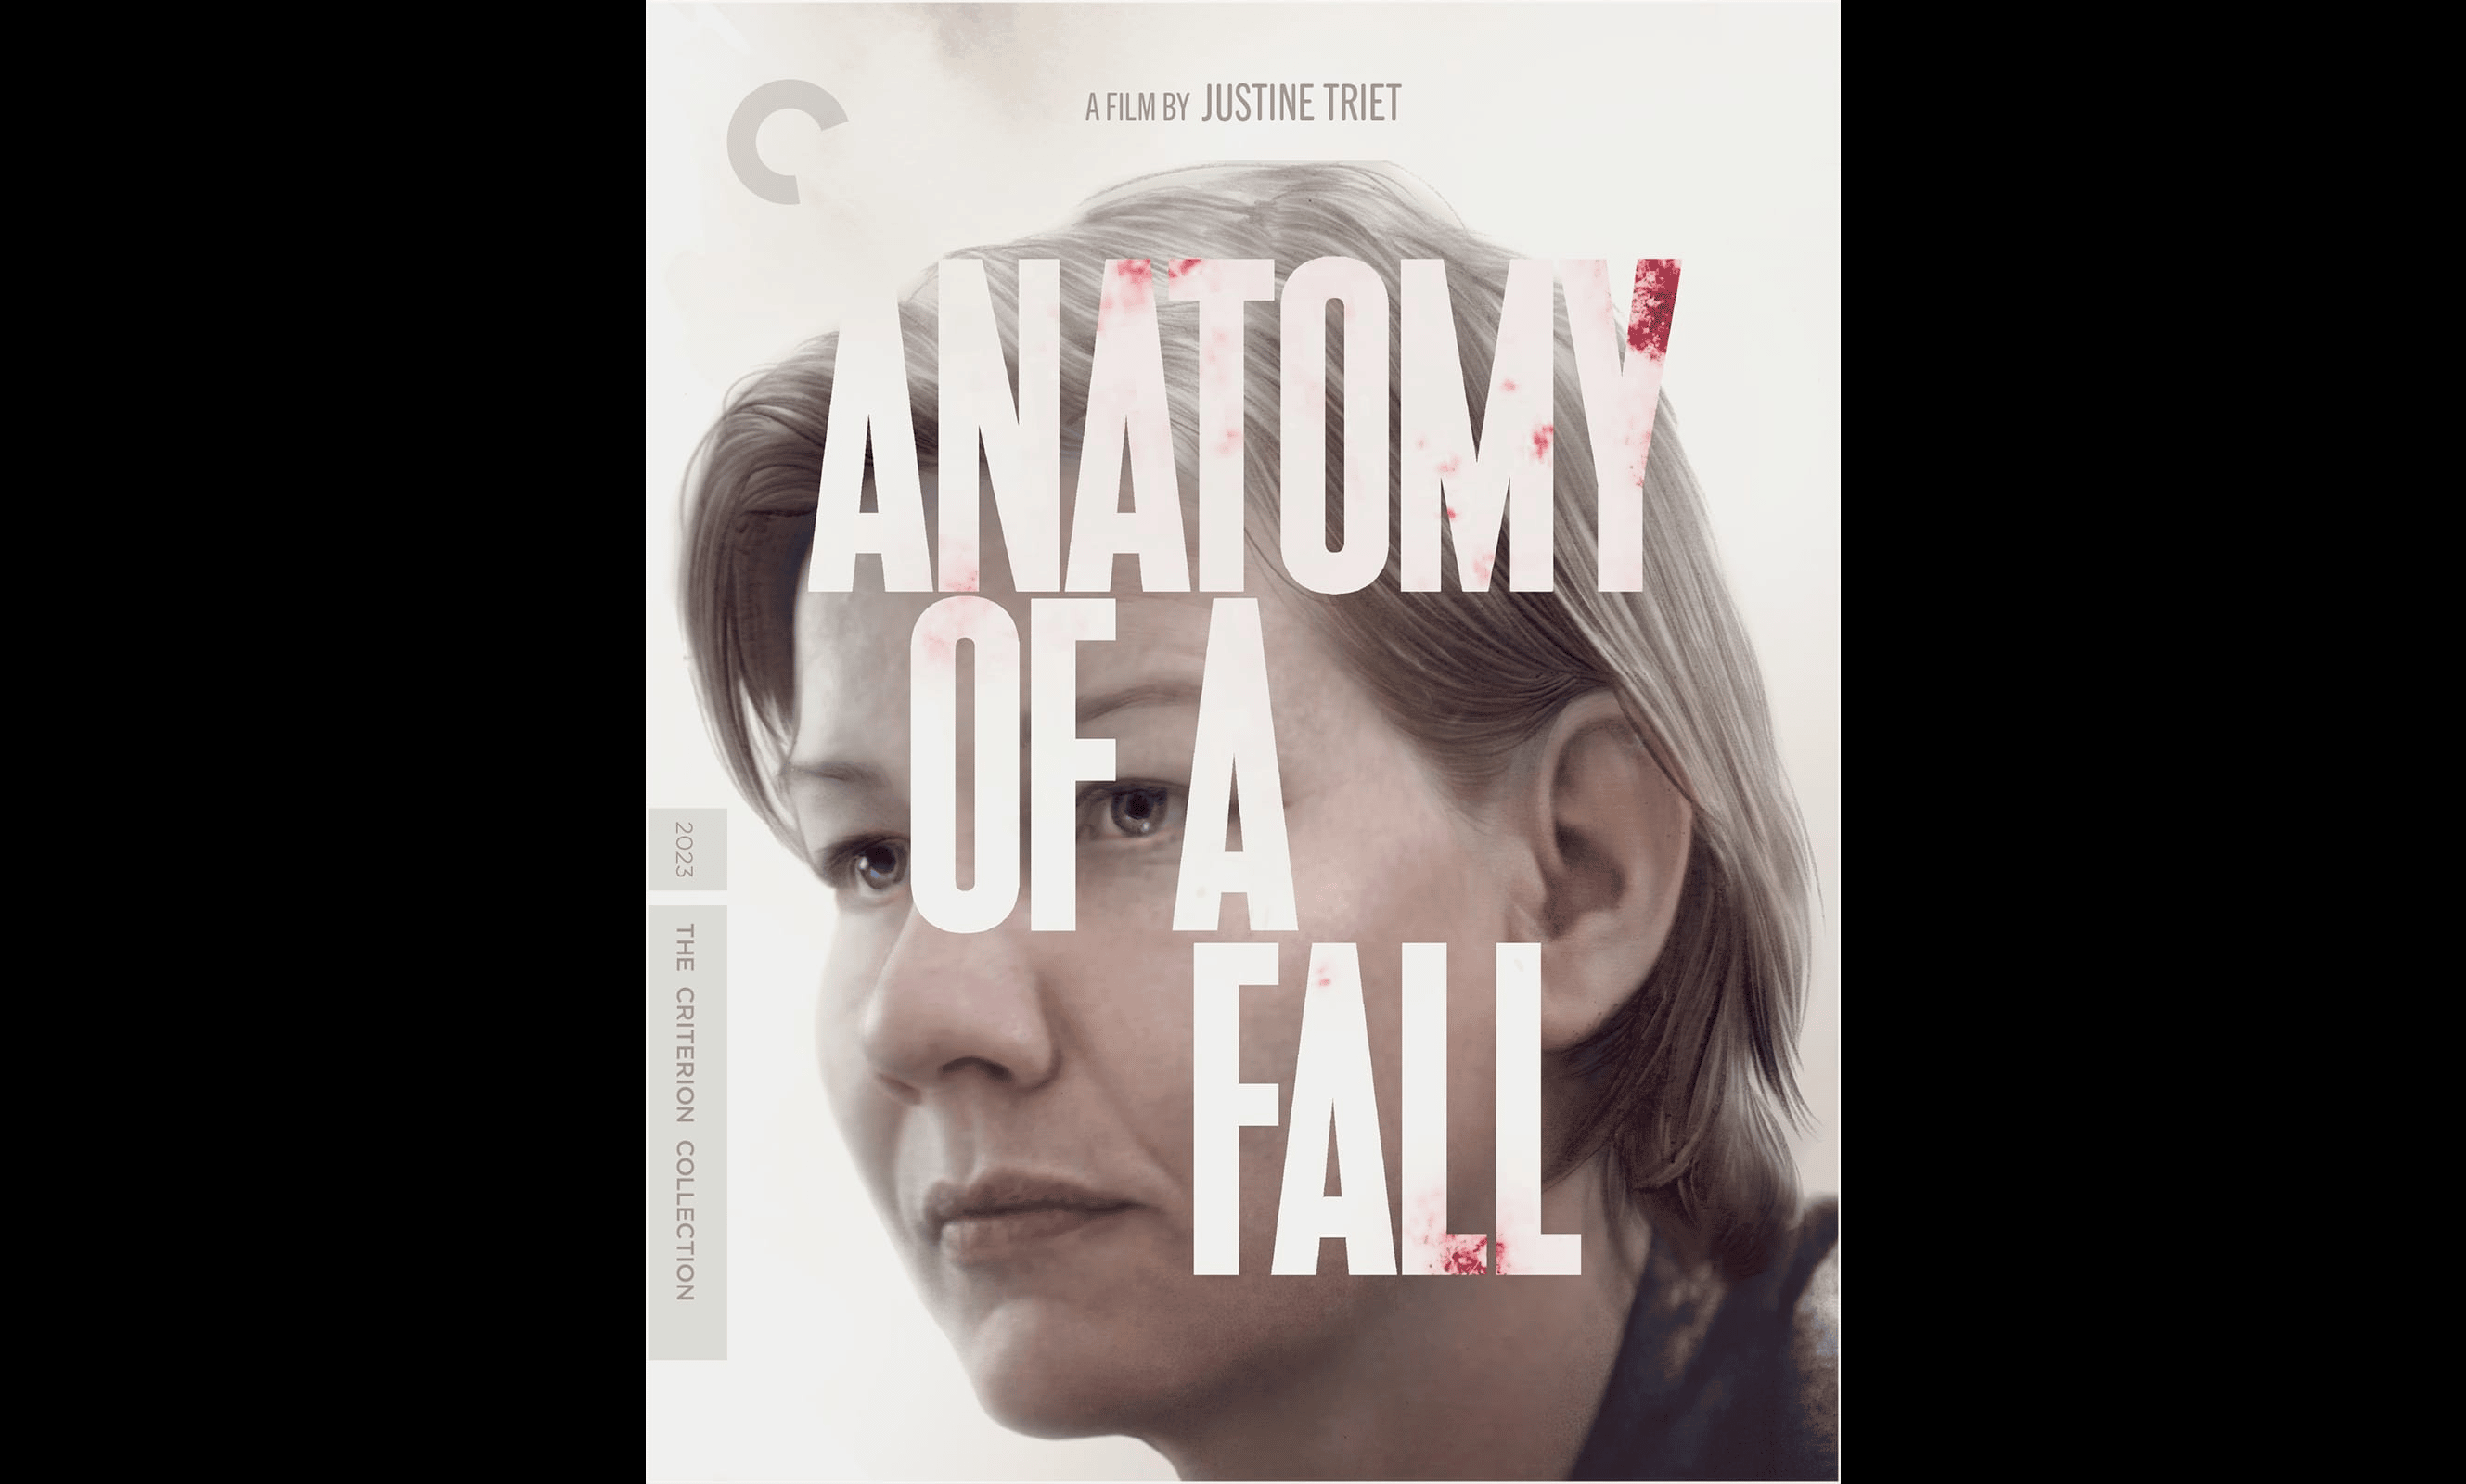 A FILM BY JUSTINE TRIET
ANATOMY
OF A
FALL
2023
THE CRITERION COLLECTION